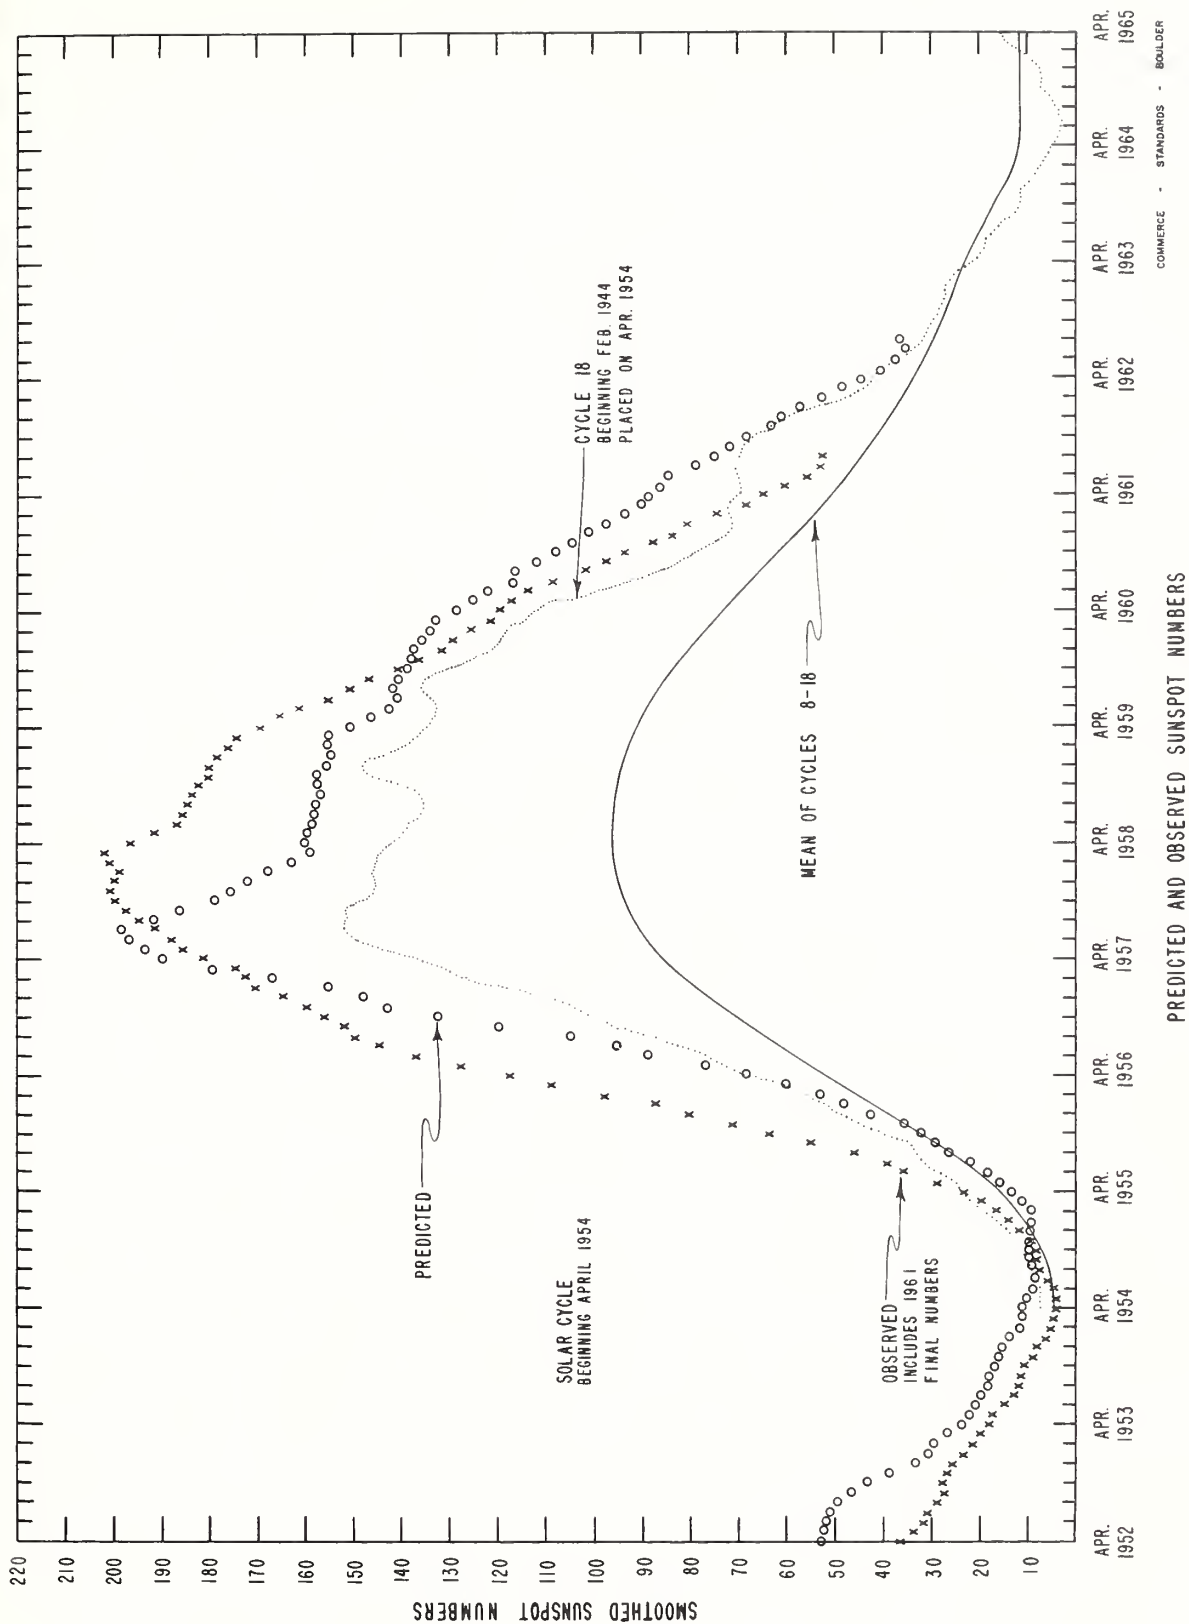 SMOOTHED SUNSPOT NUMBERS
220
210
200
190
180
170
160
150
140
130
120
110
100
90
80
70
60
50
40
30
20
10
CYCLE 18
BEGINNING FEB. 1944
PLACED ON APR. 1954
PREDICTED
MEAN OF CYCLES 8-18
SOLAR CYCLE
BEGINNING APRIL 1954
OBSERVED
INCLUDES 1961
FINAL NUMBERS
APR. APR. APR. APR. APR. APR. APR. APR. APR. APR. APR. APR. APR. APR.
1952 1953 1954 1955 1956 1957 1958 1959 1960 1961 1962 1963 1964 1965
COMMERCE - STANDARDS - BOULDER
PREDICTED AND OBSERVED SUNSPOT NUMBERS